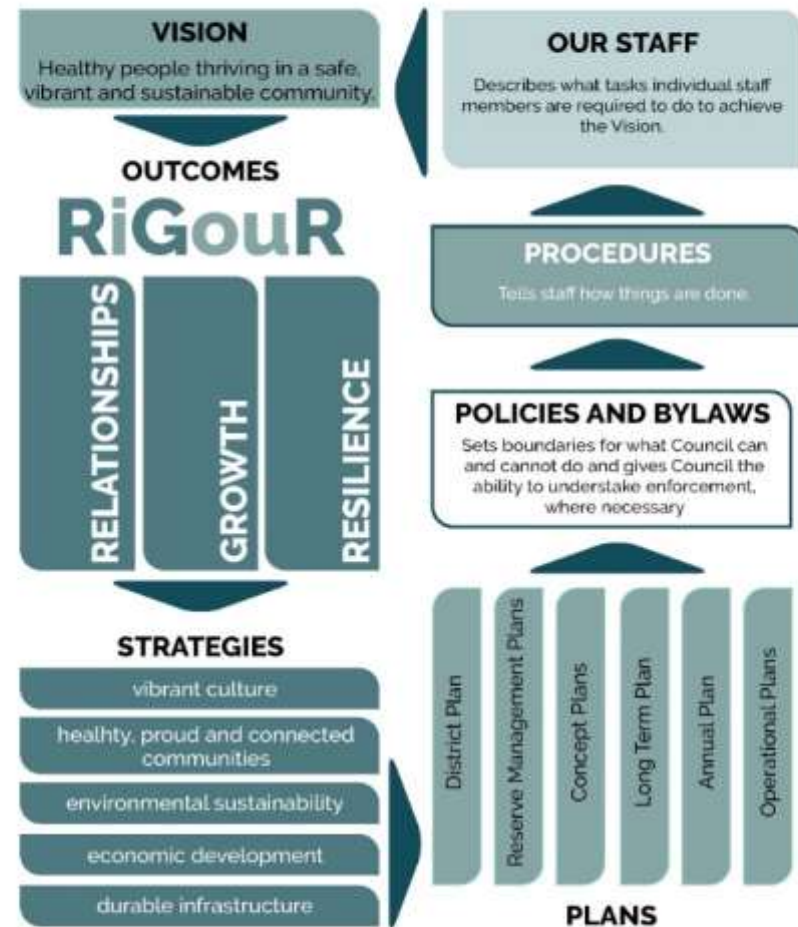 VISION
Healthy people thriving in a safe,
vibrant and sustainable community.
OUTCOMES
RiGouR
RELATIONSHIPS
GROWTH
RESILIENCE
STRATEGIES
vibrant culture
healhty, proud and connected
communities
environmental sustainability
economic development
durable infrastructure
PLANS
District Plan
Reserve Management Plans
Concept Plans
Long Term Plan
Annual Plan
Operational Plans
POLICIES AND BYLAWS
Sets boundaries for what Council can
and cannot do and gives Council the
ability to understake enforcement,
where necessary
PROCEDURES
Tells staff how things are done.
OUR STAFF
Describes what tasks individual staff
members are required to do to achieve
the Vision.